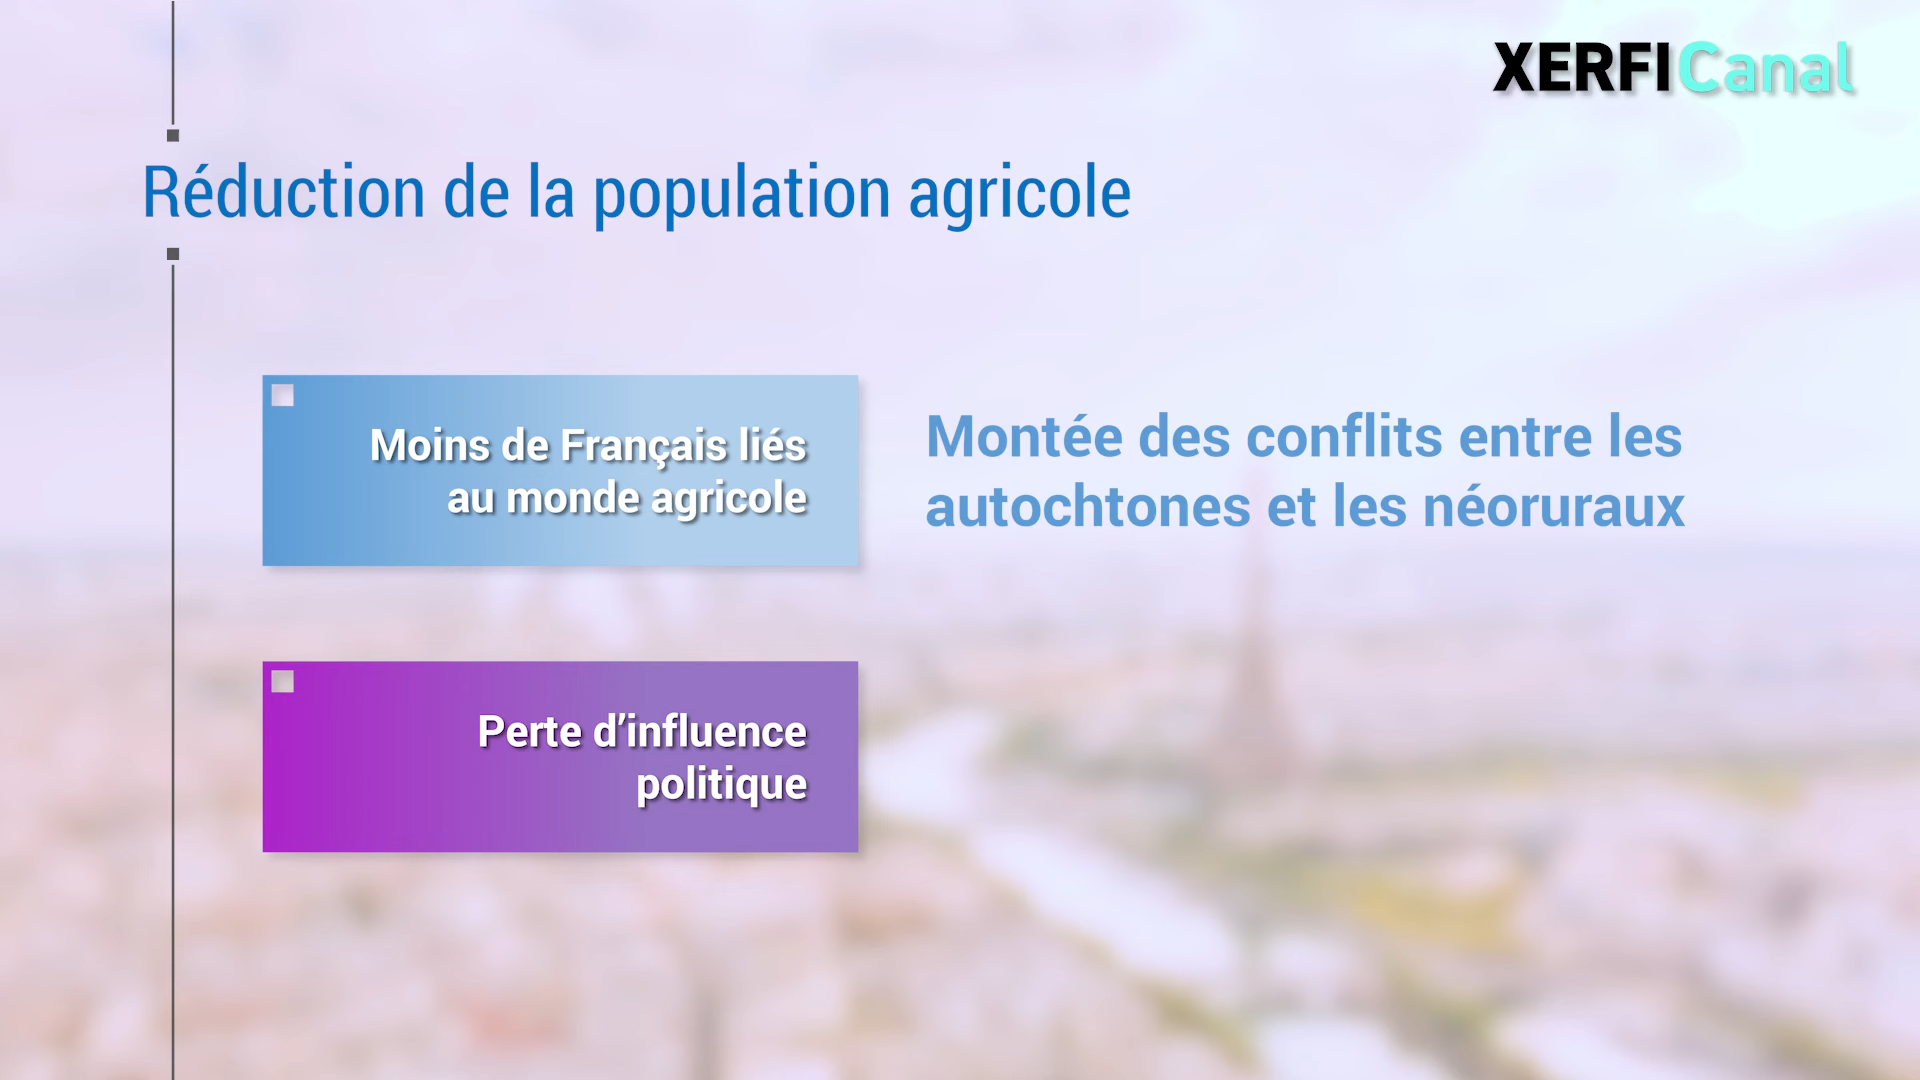 XERFI Canal
Réduction de la population agricole
Moins de Français liés
au monde agricole
Montée des conflits entre les
autochtones et les néoruraux
Perte d’influence
politique